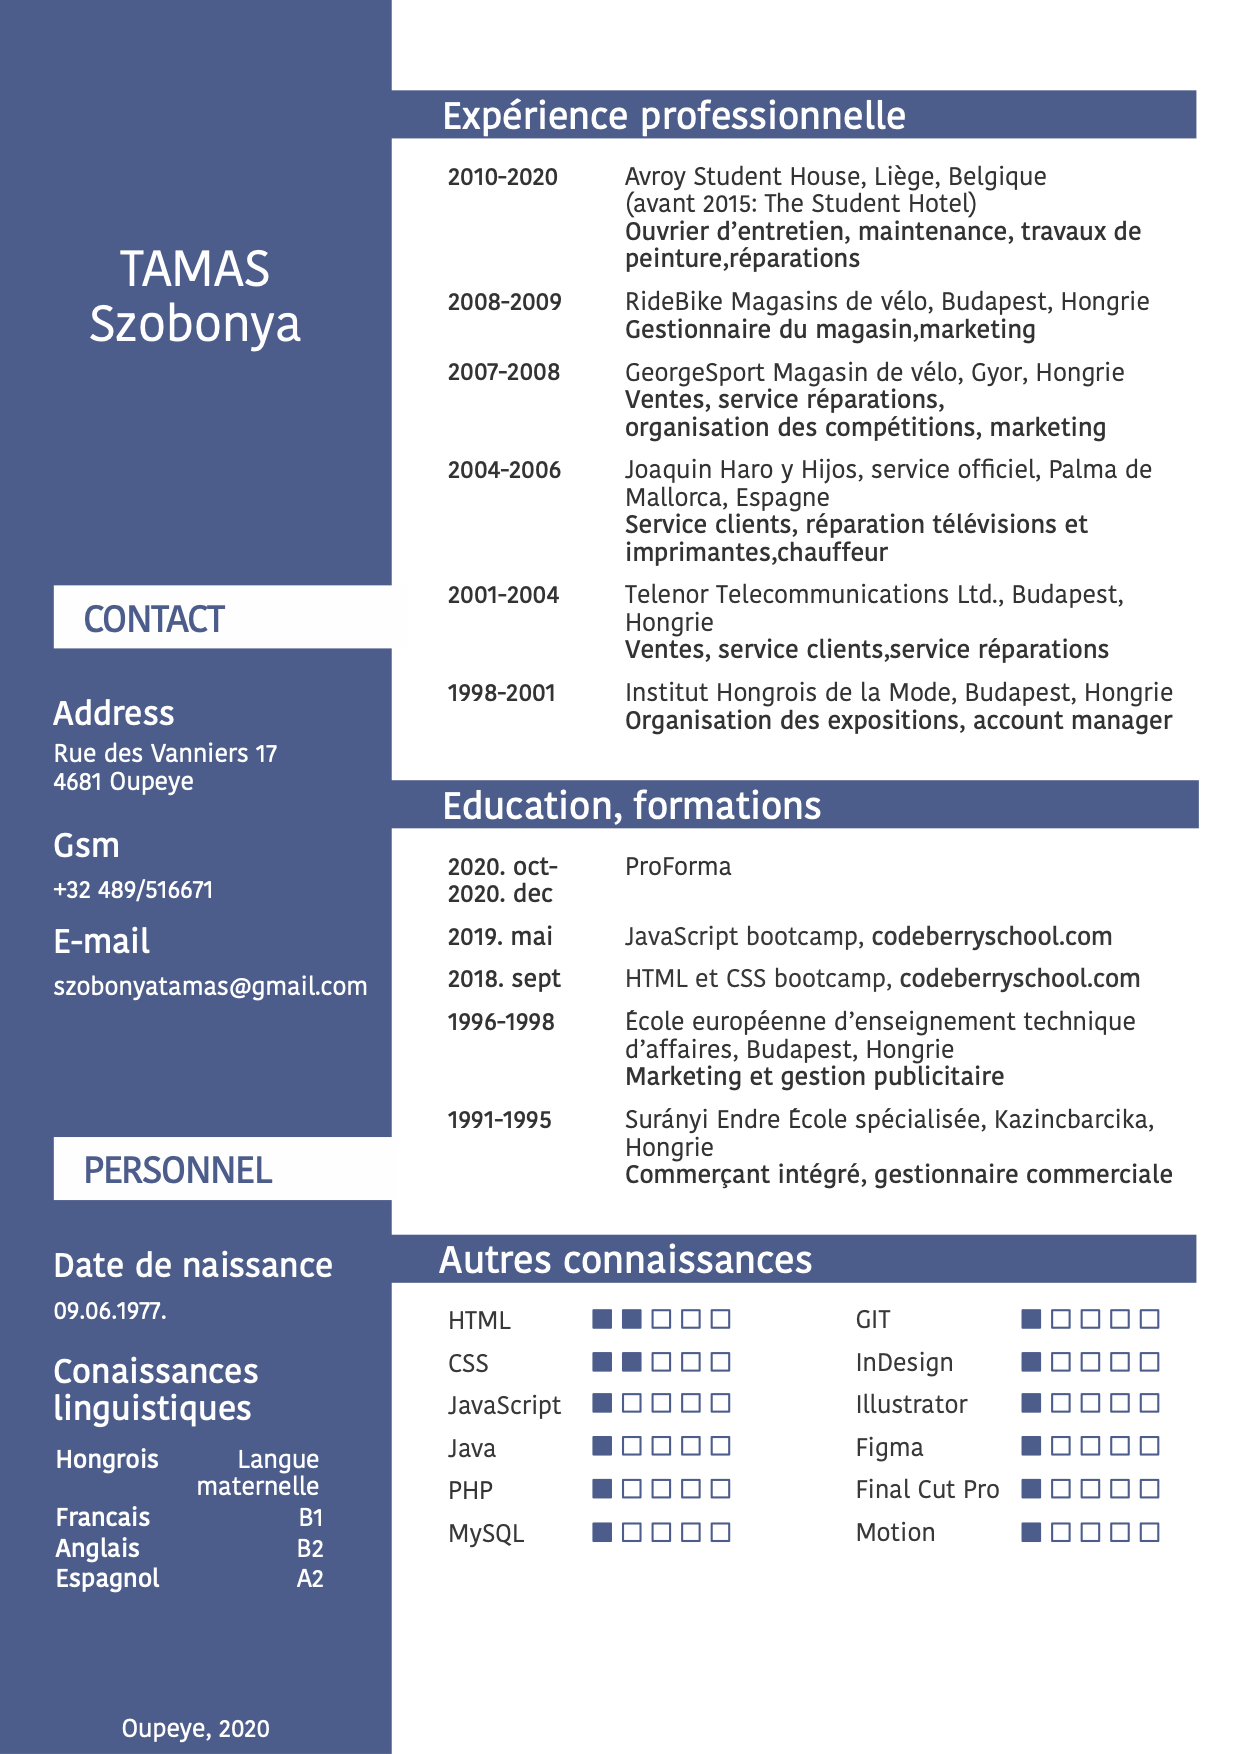 TAMAS
Szobonya
CONTACT
Address
Rue des Vanniers 17
4681 Oupeye
Gsm
+32 489/516671
E-mail
szobonyatamas@gmail.com
PERSONNEL
Date de naissance
09.06.1977.
Conaissances
linguistiques
Hongrois Langue
maternelle
Francais B1
Anglais B2
Espagnol A2
Oupeye, 2020
Expérience professionnelle
2010-2020 Avroy Student House, Liège, Belgique
(avant 2015: The Student Hotel)
Ouvrier d’entretien, maintenance, travaux de
peinture,réparations
2008-2009 RideBike Magasins de vélo, Budapest, Hongrie
Gestionnaire du magasin,marketing
2007-2008 GeorgeSport Magasin de vélo, Gyor, Hongrie
Ventes, service réparations,
organisation des compétitions, marketing
2004-2006 Joaquin Haro y Hijos, service officiel, Palma de
Mallorca, Espagne
Service clients, réparation télévisions et
imprimantes,chauffeur
2001-2004 Telenor Telecommunications Ltd., Budapest,
Hongrie
Ventes, service clients,service réparations
1998-2001 Institut Hongrois de la Mode, Budapest, Hongrie
Organisation des expositions, account manager
Education, formations
2020. oct- ProForma
2020. dec
2019. mai JavaScript bootcamp, codeberryschool.com
2018. sept HTML et CSS bootcamp, codeberryschool.com
1996-1998 École européenne d’enseignement technique
d’affaires, Budapest, Hongrie
Marketing et gestion publicitaire
1991-1995 Surányi Endre École spécialisée, Kazincbarcika,
Hongrie
Commerçant intégré, gestionnaire commerciale
Autres connaissances
HTML GIT
CSS InDesign
JavaScript Illustrator
Java Figma
PHP Final Cut Pro
MySQL Motion